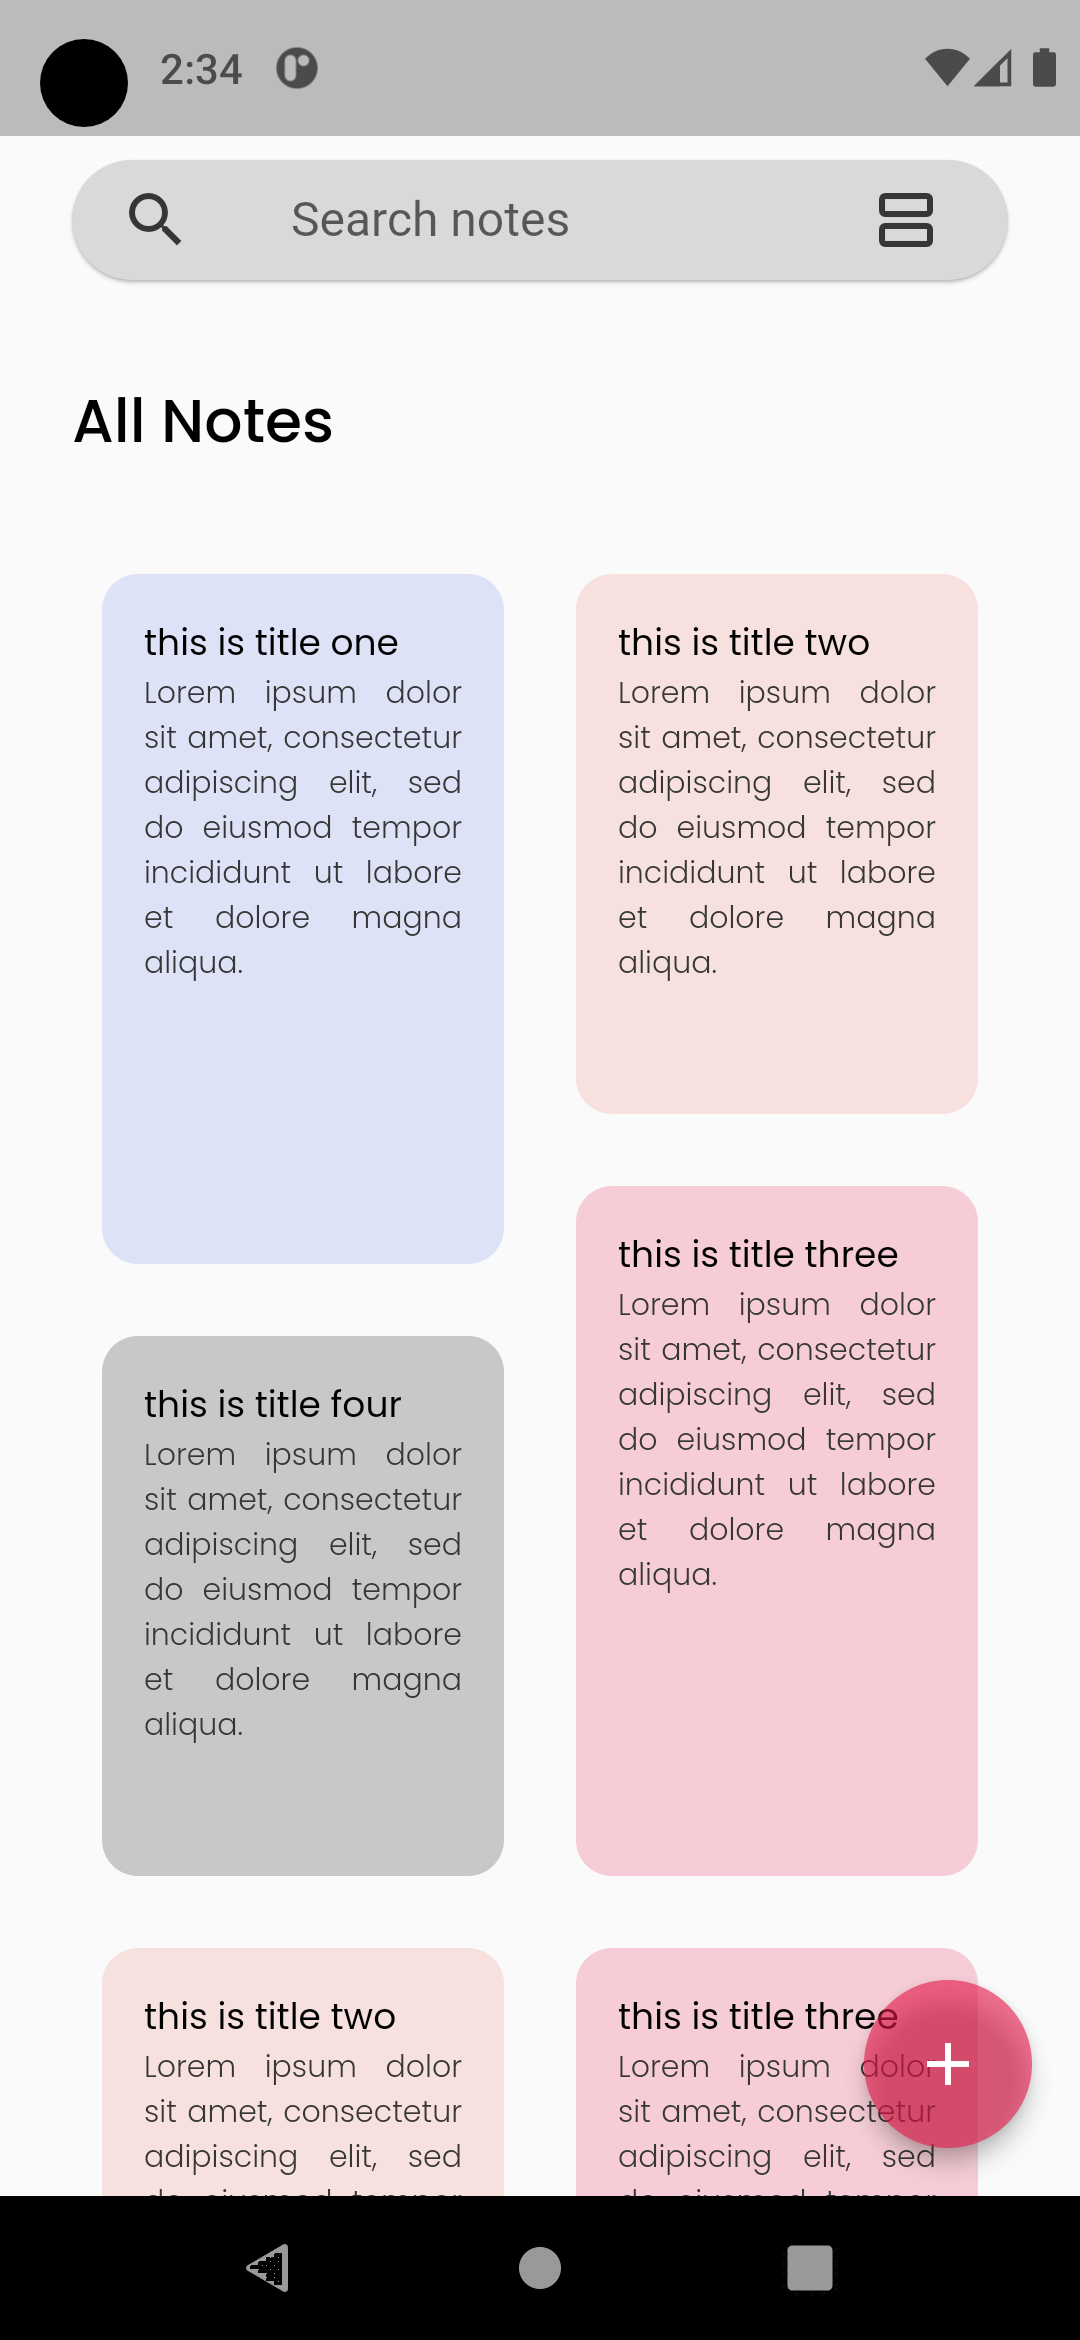 2:34
Search notes
All Notes
this is title one
Lorem ipsum dolor
sit amet, consectetur
adipiscing elit, sed
do eiusmod tempor
incididunt ut labore
et dolore magna
aliqua.
this is title two
Lorem ipsum dolor
sit amet, consectetur
adipiscing elit, sed
do eiusmod tempor
incididunt ut labore
et dolore magna
aliqua.
this is title three
Lorem ipsum dolor
sit amet, consectetur
adipiscing elit, sed
do eiusmod tempor
incididunt ut labore
et dolore magna
aliqua.
this is title four
Lorem ipsum dolor
sit amet, consectetur
adipiscing elit, sed
do eiusmod tempor
incididunt ut labore
et dolore magna
aliqua.
this is title two
Lorem ipsum dolor
sit amet, consectetur
adipiscing elit, sed
this is title three
Lorem ipsum dolor
sit amet, consectetur
adipiscing elit, sed